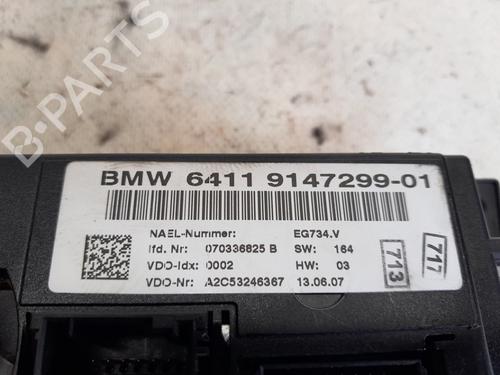 B-PARTS
BMW 6411 9147299-01
NAEL-Nummer: EG734.V
lfd. Nr: 070336825 B SW: 164
VDO-Idx: 0002 HW: 03
VDO-Nr: A2C53246367 13.06.07
713
717